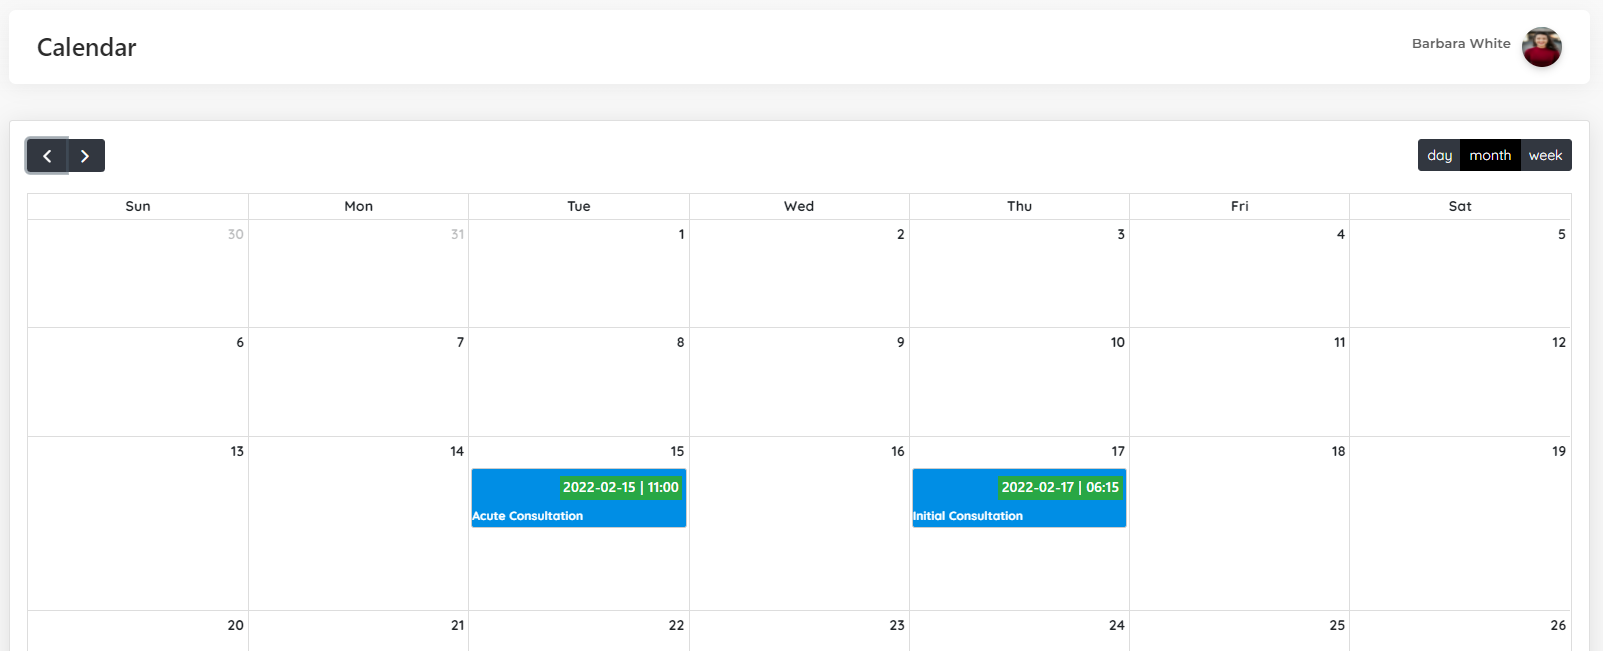 Calendar
Barbara White
day month week
Sun Mon Tue Wed Thu Fri Sat
30 31 1 2 3 4 5
6 7 8 9 10 11 12
13 14 15 16 17 18 19
2022-02-15 | 11:00 2022-02-17 | 06:15
Acute Consultation Initial Consultation
20 21 22 23 24 25 26